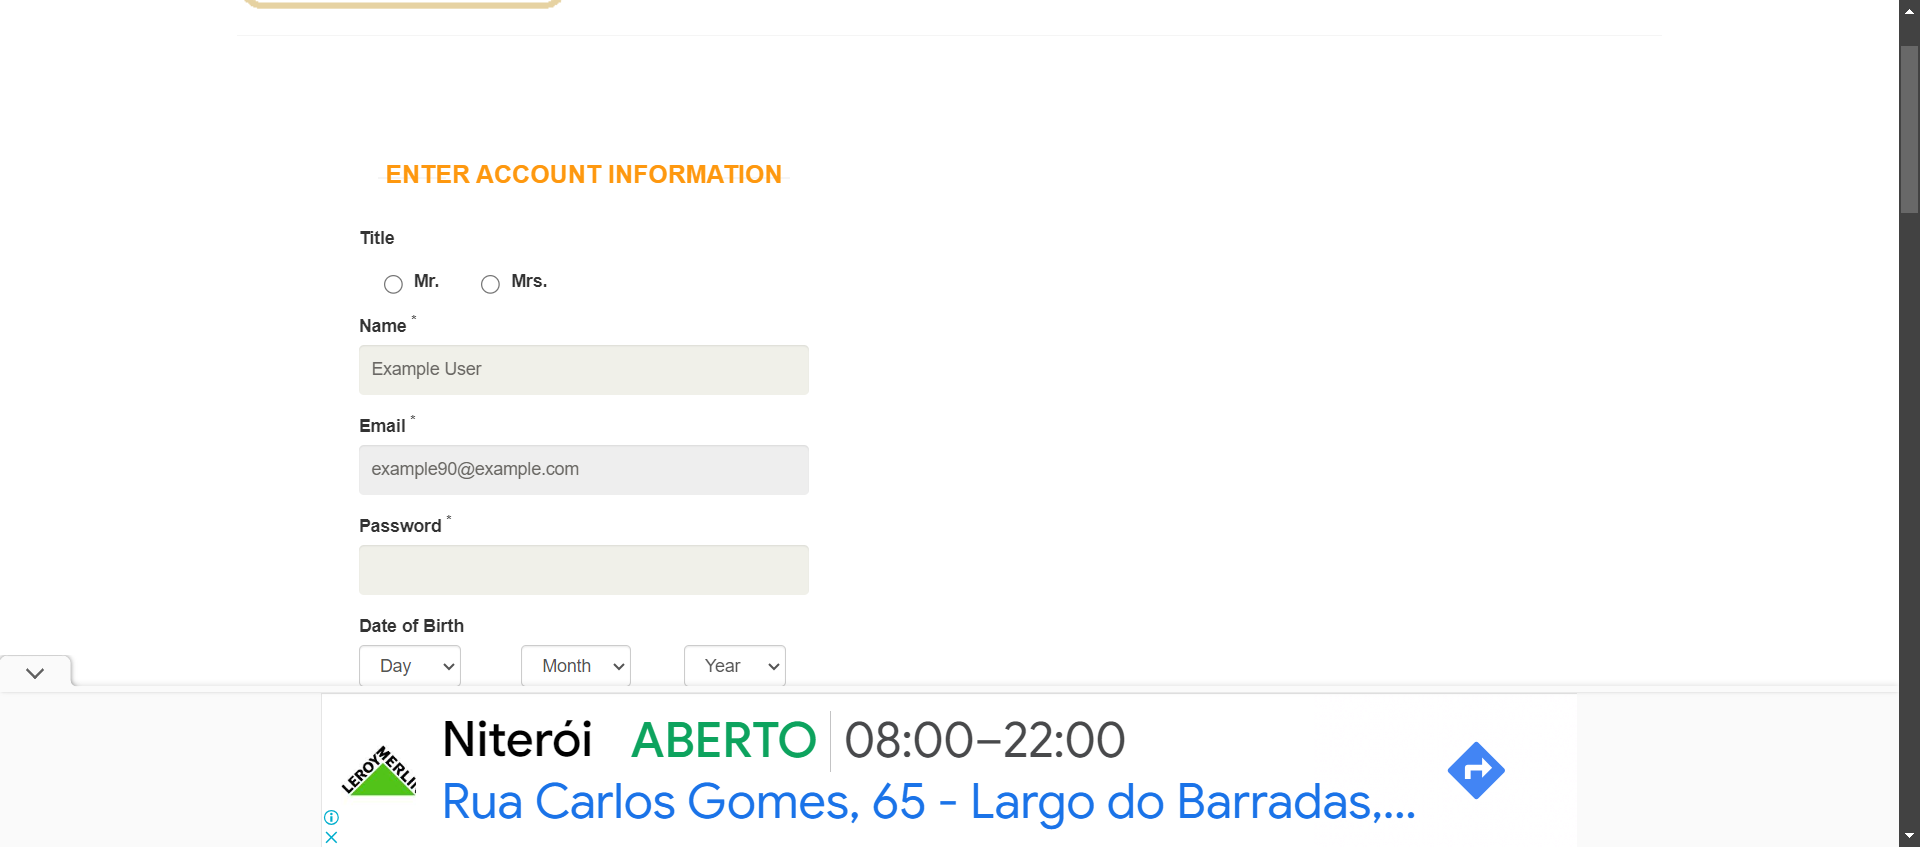 ENTER ACCOUNT INFORMATION
Title
Mr. Mrs.
Name *
Example User
Email *
example90@example.com
Password *
Date of Birth
Day Month Year
LEROY MERLIN
Niterói ABERTO 08:00–22:00
Rua Carlos Gomes, 65 - Largo do Barradas,...